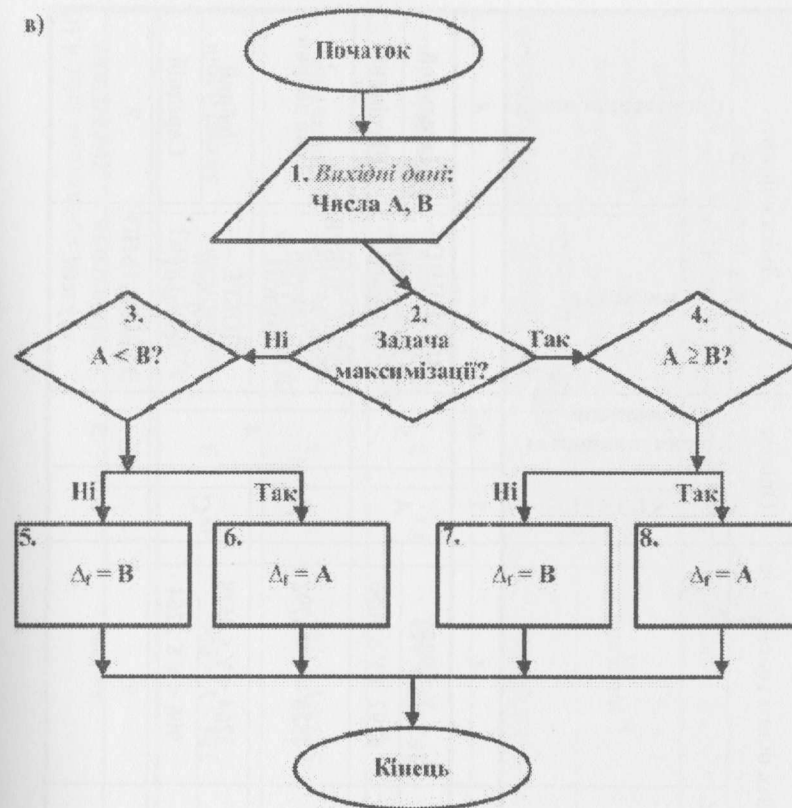 в)
Початок
1. Вихідні дані:
Числа А, В
3.
А < В?
Ні
2.
Задача
максимізації?
Так
4.
А ≥ В?
Ні
Так
Ні
Так
5.
Δf = В
6.
Δf = А
7.
Δf = В
8.
Δf = А
Кінець